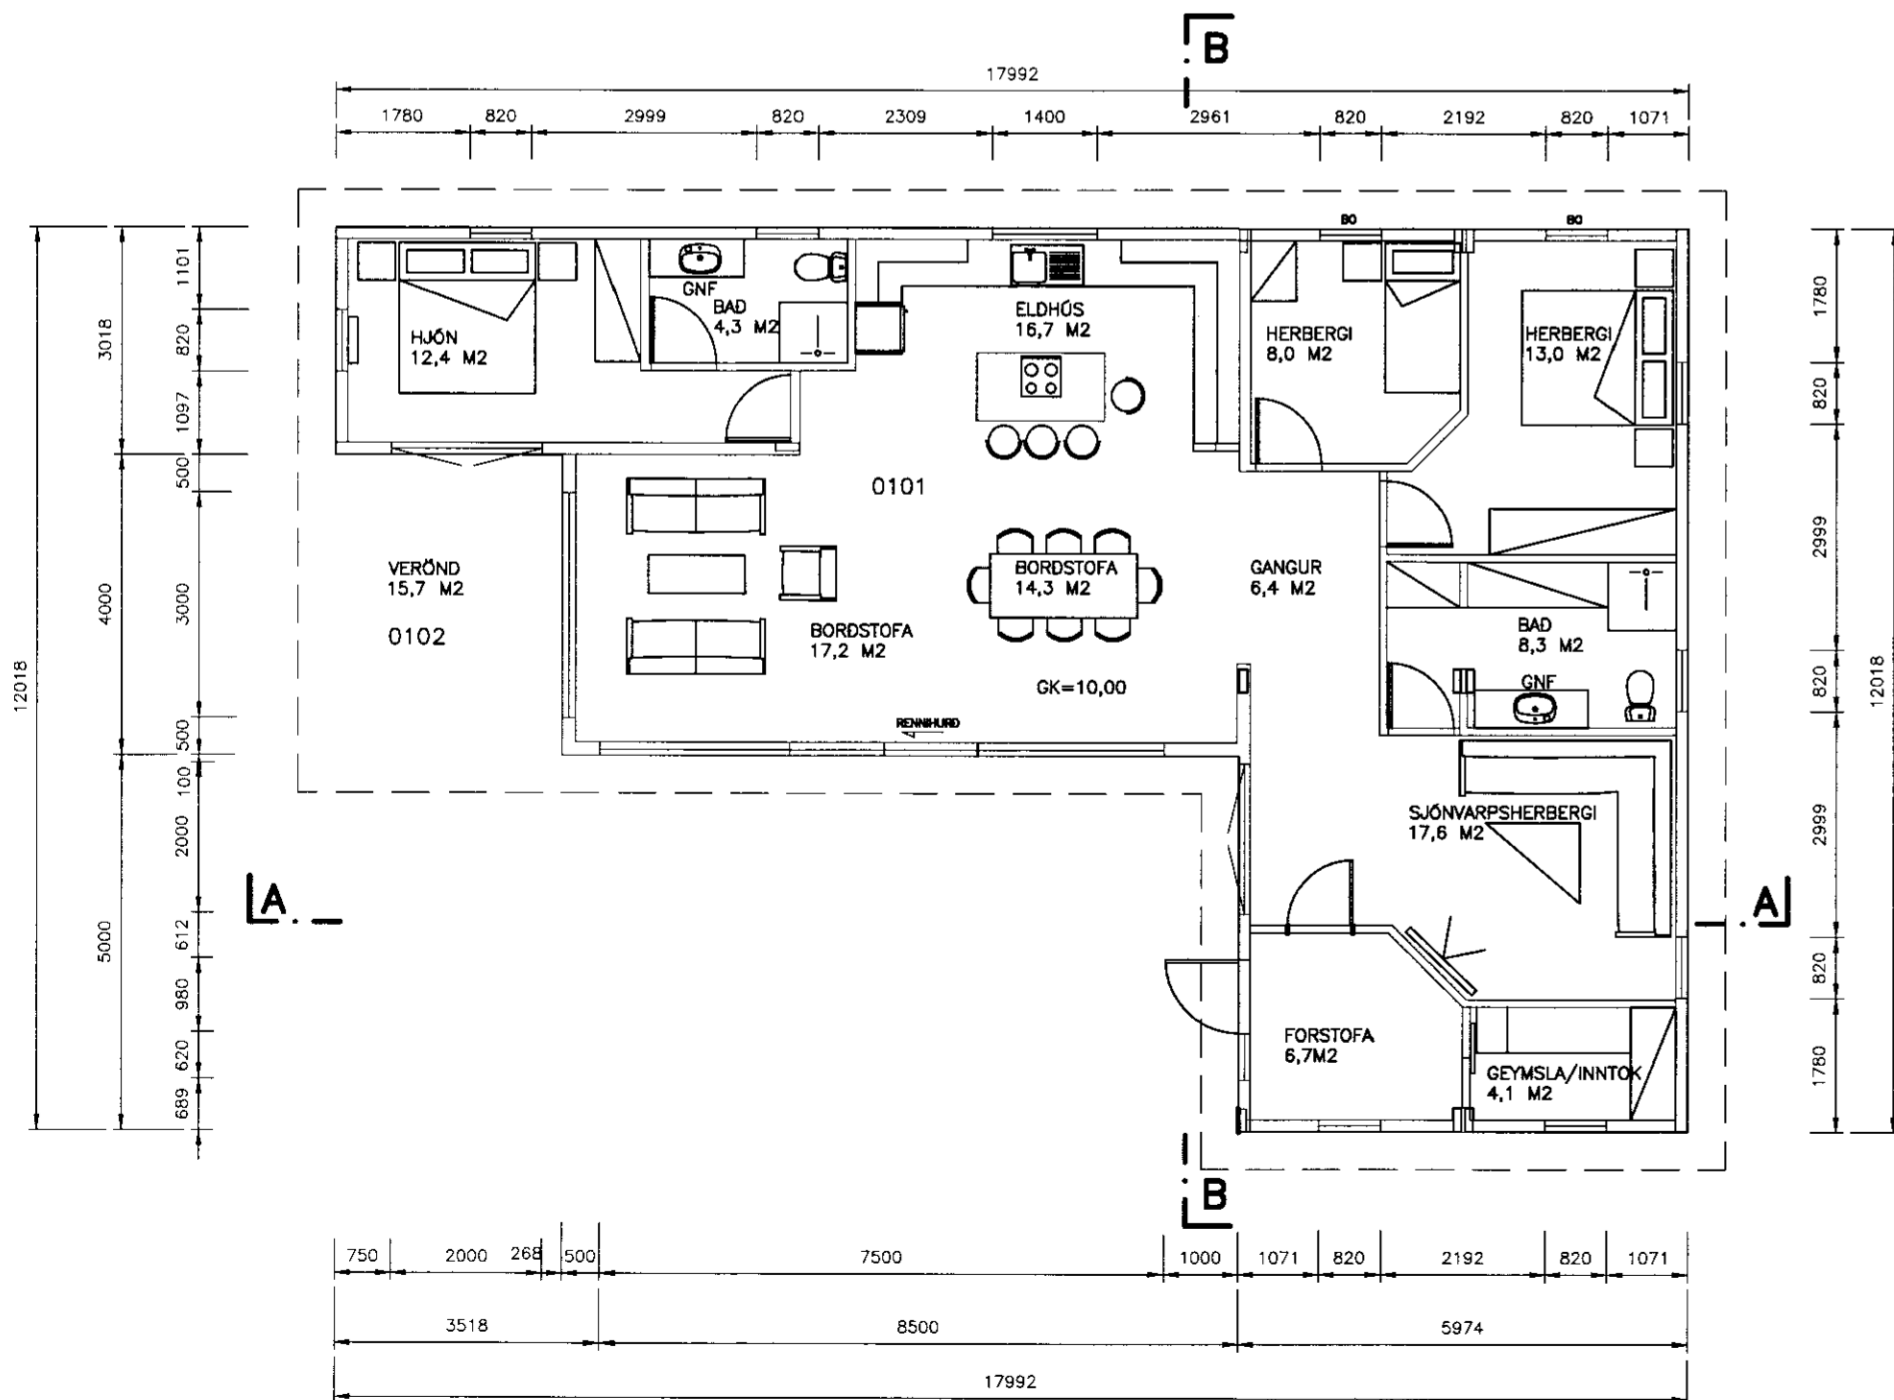 B
17992
1780 820 2999 820 2309 1400 2961 820 2192 820 1071
BO BO
12018
3018
4000
5000
1101
820
1097
500
3000
500
100
2000
612
980
620
689
HJÓN
12,4 M2
GNF
BAÐ
4,3 M2
ELDHÚS
16,7 M2
HERBERGI
8,0 M2
HERBERGI
13,0 M2
0101
VERÖND
15,7 M2
0102
BORÐSTOFA
17,2 M2
BORÐSTOFA
14,3 M2
GANGUR
6,4 M2
BAÐ
8,3 M2
GNF
GK=10,00
RENNIHURÐ
SJÓNVARPSHERBERGI
17,6 M2
FORSTOFA
6,7M2
GEYMSLA/INNTOK
4,1 M2
1780
820
2999
820
2999
820
1780
12018
A A
B
750 2000 268 500 7500 1000 1071 820 2192 820 1071
3518 8500 5974
17992